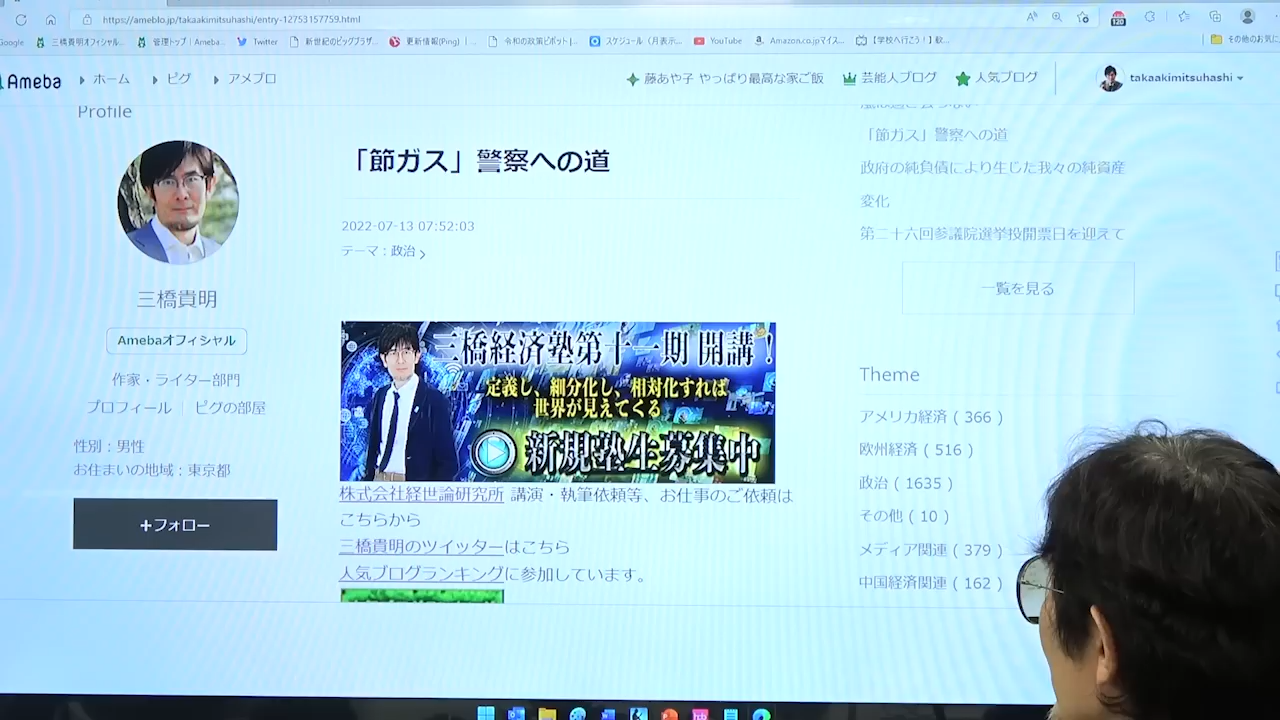 https://ameblo.jp/takaakimitsuhashi/entry-12753157759.html
120
Google
三橋貴明オフィシャル...
管理トップ | Ameba...
Twitter
新世紀のビッグブラザ...
更新情報(Ping) | ...
令和の政策ピボット | ..
スケジュール (月表示...
YouTube
Amazon.co.jpマイス...
【学校へ行こう!】歓...
その他のお気に
Ameba
ホーム
ピグ
アメブロ
藤あや子 やっぱり最高な家ご飯
芸能人ブログ
人気ブログ
takaakimitsuhashi
Profile
三橋貴明
Amebaオフィシャル
作家・ライター部門
プロフィール | ピグの部屋
性別:男性
お住まいの地域:東京都
+フォロー
「節ガス」警察への道
2022-07-13 07:52:03
テーマ:政治
三橋経済塾第十一期 開講!
定義し、細分化し、相対化すれば
世界が見えてくる
新規塾生募集中
株式会社経世論研究所 講演・執筆依頼等、お仕事のご依頼は
こちらから
三橋貴明のツイッターはこちら
人気ブログランキングに参加しています。
「節ガス」警察への道
政府の純負債により生じた我々の純資産
変化
第二十六回参議院選挙投開票日を迎えて
一覧を見る
Theme
アメリカ経済 ( 366 )
欧州経済 ( 516 )
政治 ( 1635 )
その他 ( 10 )
メディア関連 ( 379 )
中国経済関連 ( 162 )